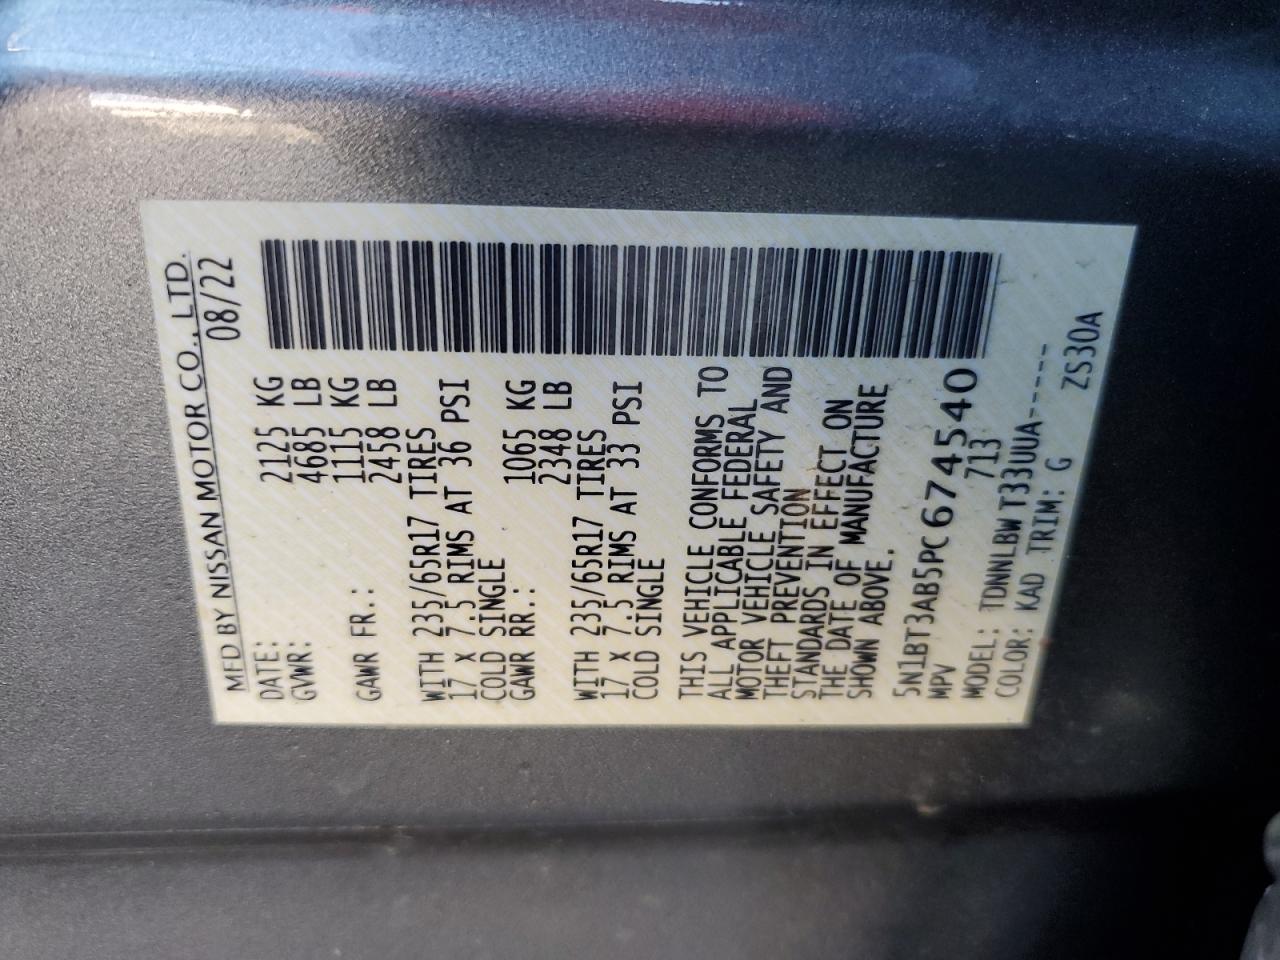 MFD BY NISSAN MOTOR CO., LTD.
DATE: 08/22
GVWR: 2125 KG
4685 LB
GAWR FR.: 1115 KG
2458 LB
WITH 235/65R17 TIRES
17 x 7.5 RIMS AT 36 PSI
COLD SINGLE
GAWR RR.: 1065 KG
2348 LB
WITH 235/65R17 TIRES
17 x 7.5 RIMS AT 33 PSI
COLD SINGLE
THIS VEHICLE CONFORMS TO
ALL APPLICABLE FEDERAL
MOTOR VEHICLE SAFETY AND
THEFT PREVENTION
STANDARDS IN EFFECT ON
THE DATE OF MANUFACTURE
SHOWN ABOVE.
5N1BT3AB5PC674540
MPV 713
MODEL: TDNNLBW T33UUA-----
COLOR: KAD TRIM: G ZS30A